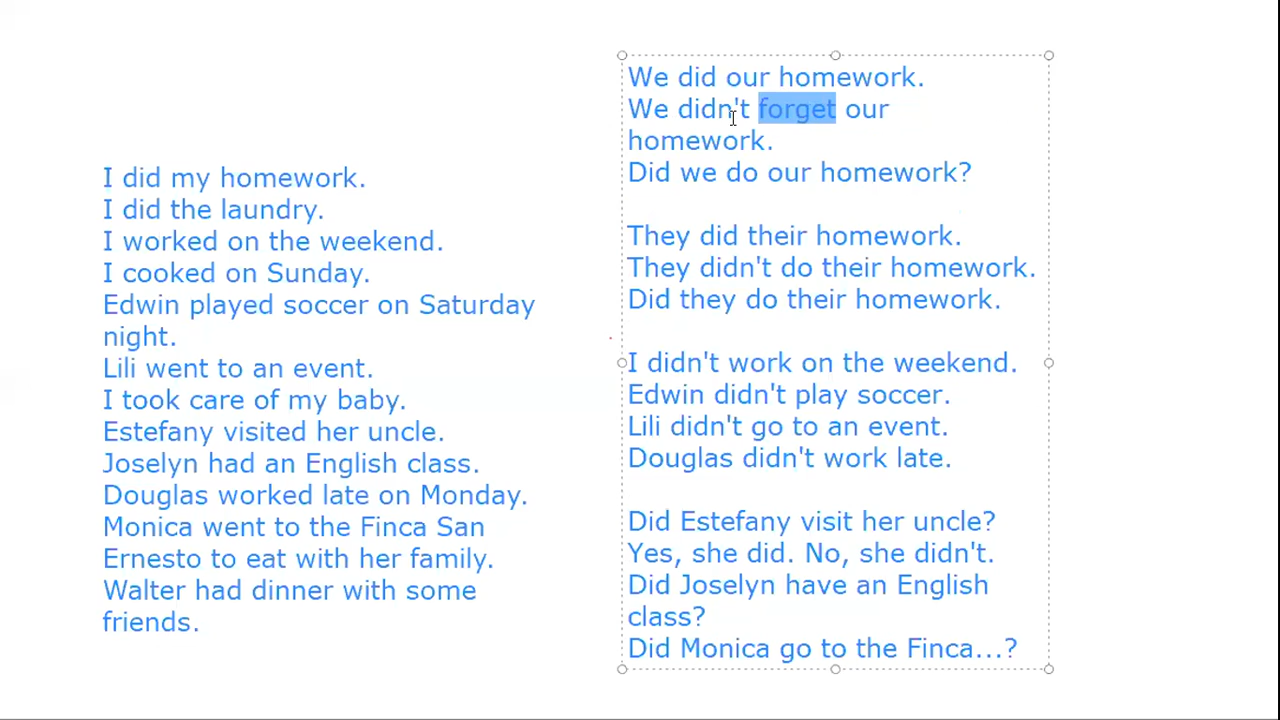 I did my homework.
I did the laundry.
I worked on the weekend.
I cooked on Sunday.
Edwin played soccer on Saturday
night.
Lili went to an event.
I took care of my baby.
Estefany visited her uncle.
Joselyn had an English class.
Douglas worked late on Monday.
Monica went to the Finca San
Ernesto to eat with her family.
Walter had dinner with some
friends.
We did our homework.
We didn't forget our
homework.
Did we do our homework?
They did their homework.
They didn't do their homework.
Did they do their homework.
I didn't work on the weekend.
Edwin didn't play soccer.
Lili didn't go to an event.
Douglas didn't work late.
Did Estefany visit her uncle?
Yes, she did. No, she didn't.
Did Joselyn have an English
class?
Did Monica go to the Finca...?